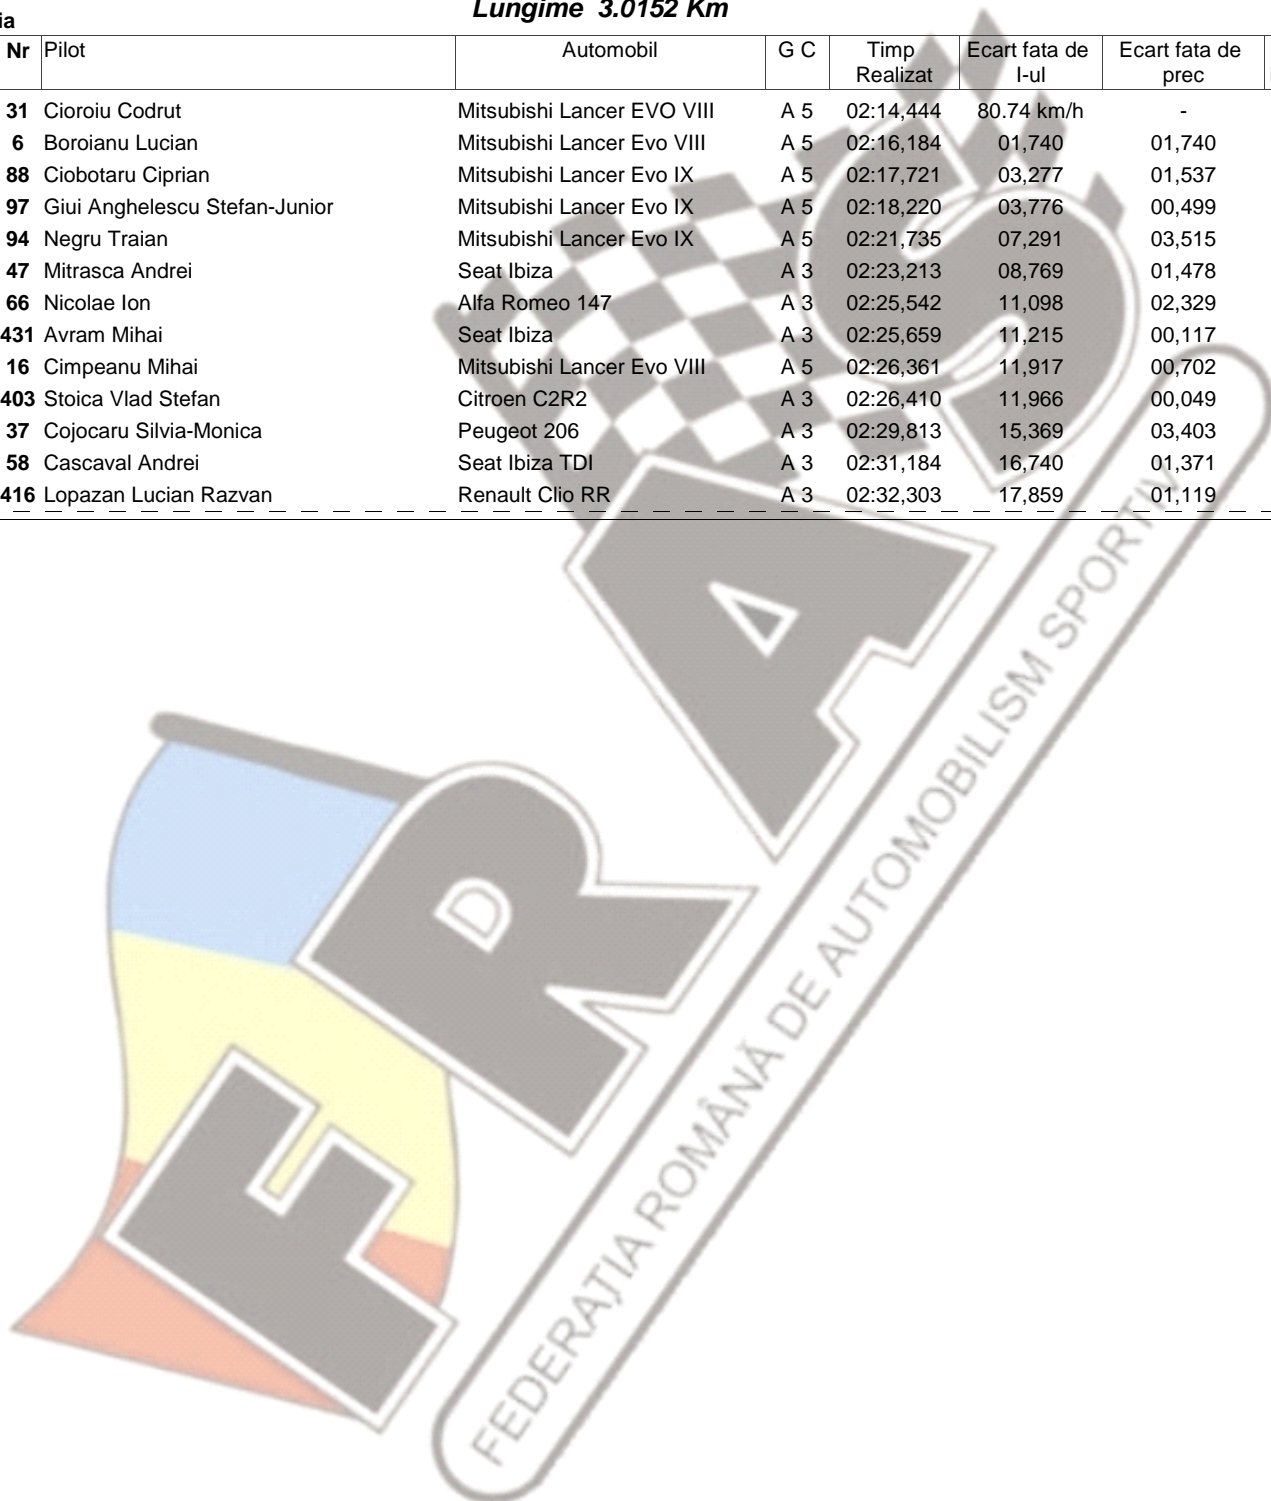 Lungime 3.0152 Km
ia
Nr Pilot Automobil G C Timp Realizat Ecart fata de I-ul Ecart fata de prec
31 Cioroiu Codrut Mitsubishi Lancer EVO VIII A 5 02:14,444 80.74 km/h -
6 Boroianu Lucian Mitsubishi Lancer Evo VIII A 5 02:16,184 01,740 01,740
88 Ciobotaru Ciprian Mitsubishi Lancer Evo IX A 5 02:17,721 03,277 01,537
97 Giui Anghelescu Stefan-Junior Mitsubishi Lancer Evo IX A 5 02:18,220 03,776 00,499
94 Negru Traian Mitsubishi Lancer Evo IX A 5 02:21,735 07,291 03,515
47 Mitrasca Andrei Seat Ibiza A 3 02:23,213 08,769 01,478
66 Nicolae Ion Alfa Romeo 147 A 3 02:25,542 11,098 02,329
431 Avram Mihai Seat Ibiza A 3 02:25,659 11,215 00,117
16 Cimpeanu Mihai Mitsubishi Lancer Evo VIII A 5 02:26,361 11,917 00,702
403 Stoica Vlad Stefan Citroen C2R2 A 3 02:26,410 11,966 00,049
37 Cojocaru Silvia-Monica Peugeot 206 A 3 02:29,813 15,369 03,403
58 Cascaval Andrei Seat Ibiza TDI A 3 02:31,184 16,740 01,371
416 Lopazan Lucian Razvan Renault Clio RR A 3 02:32,303 17,859 01,119
FRAS
FEDERAȚIA ROMÂNĂ DE AUTOMOBILISM SPORTIV